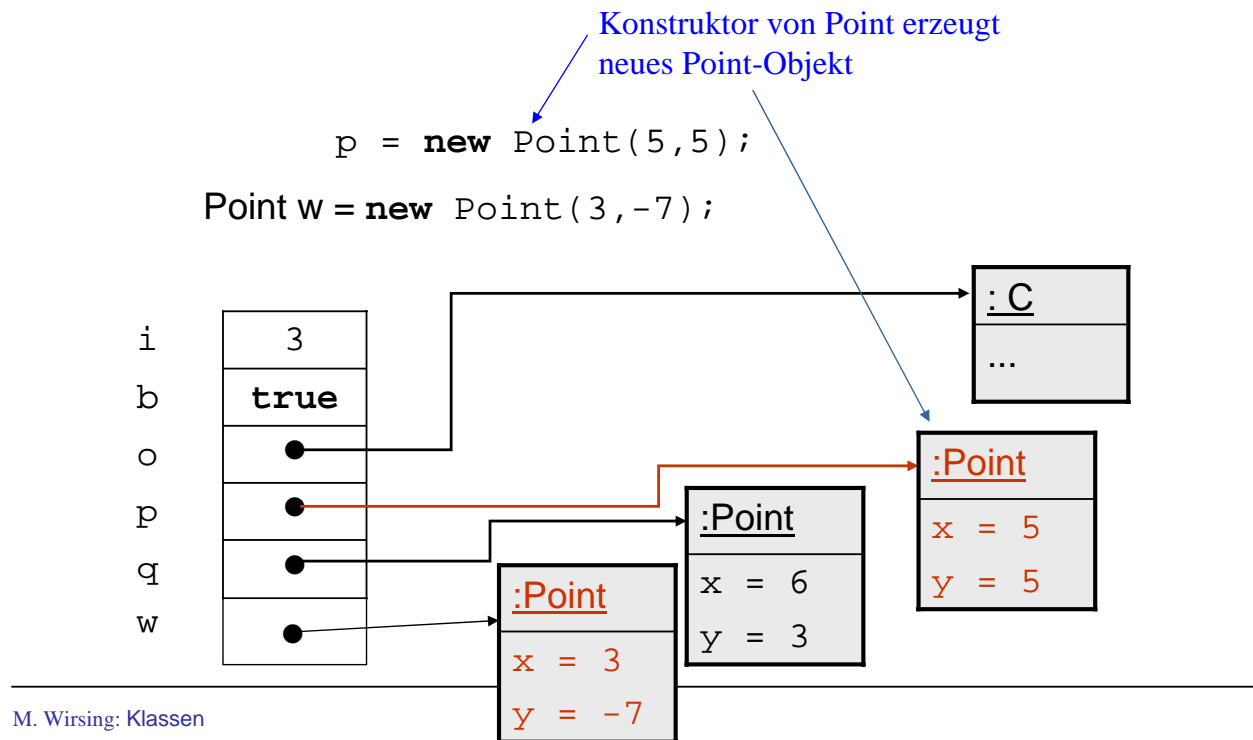 Konstruktor von Point erzeugt
neues Point-Objekt
p = new Point(5,5);
Point w = new Point(3,-7);
: C
...
i 3
b true
o
p
q
w
:Point
x = 5
y = 5
:Point
x = 6
y = 3
:Point
x = 3
y = -7
M. Wirsing: Klassen